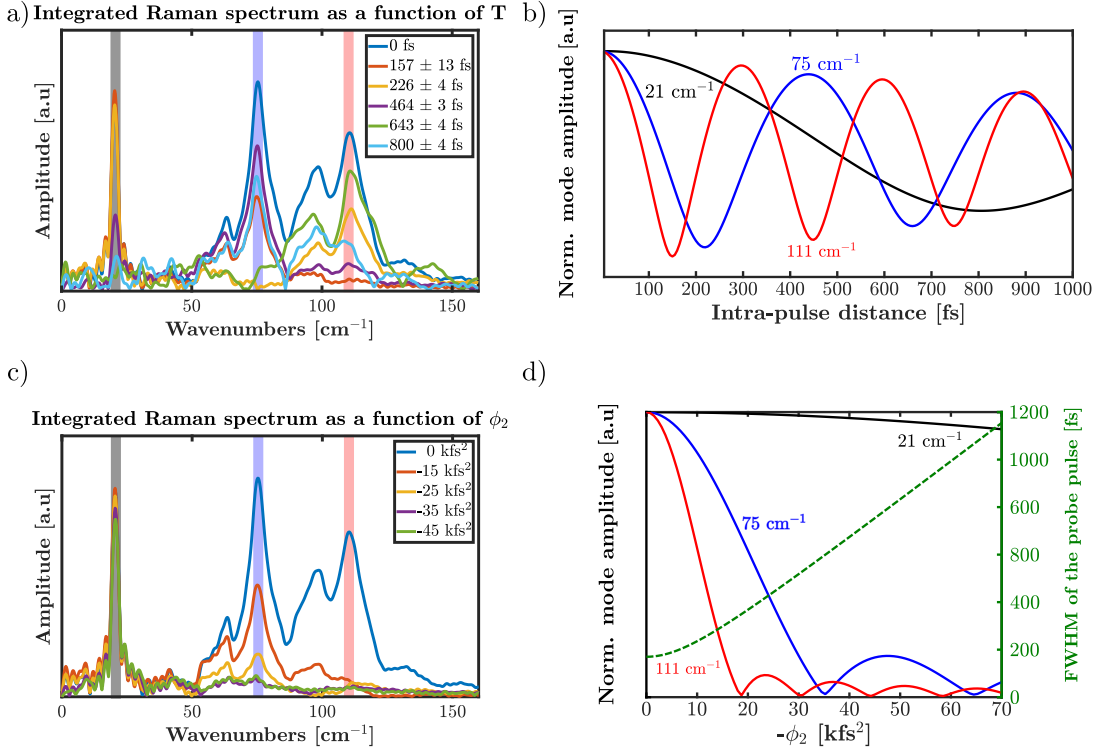 a)
Integrated Raman spectrum as a function of T
Amplitude [a.u]
0 fs
157 ± 13 fs
226 ± 4 fs
464 ± 3 fs
643 ± 4 fs
800 ± 4 fs
0 50 100 150
Wavenumbers [cm⁻¹]
b)
Norm. mode amplitude [a.u]
75 cm⁻¹
21 cm⁻¹
111 cm⁻¹
100 200 300 400 500 600 700 800 900 1000
Intra-pulse distance [fs]
c)
Integrated Raman spectrum as a function of ϕ₂
Amplitude [a.u]
0 kfs²
-15 kfs²
-25 kfs²
-35 kfs²
-45 kfs²
0 50 100 150
Wavenumbers [cm⁻¹]
d)
Norm. mode amplitude [a.u]
21 cm⁻¹
75 cm⁻¹
111 cm⁻¹
0 10 20 30 40 50 60 70
-ϕ₂ [kfs²]
1200
1000
600
800
400
200
0
FWHM of the probe pulse [fs]